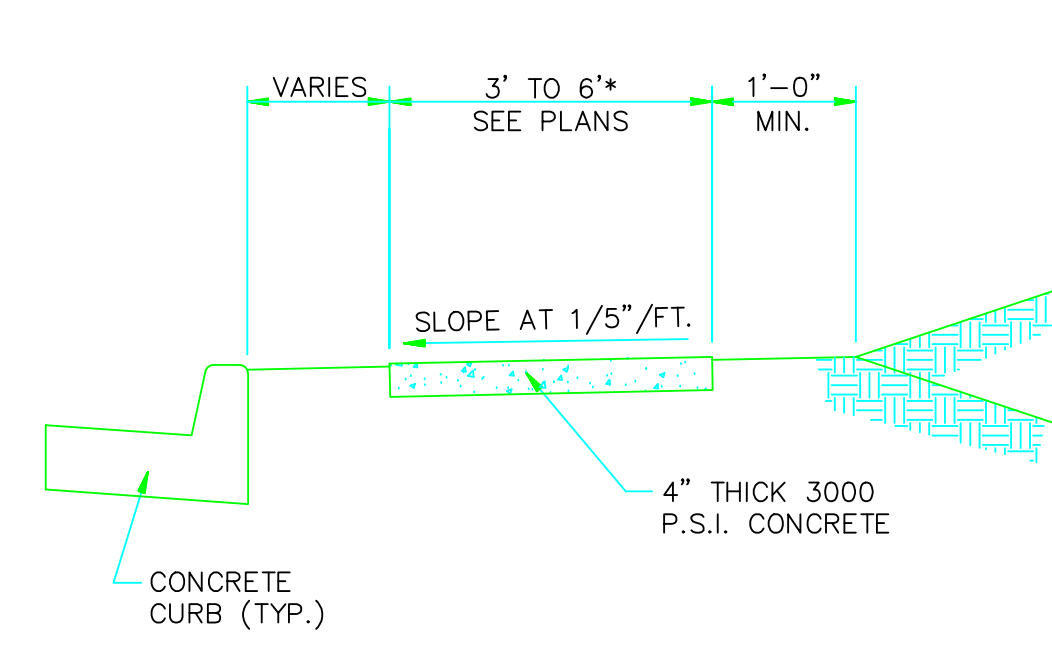 VARIES
3' TO 6'*
SEE PLANS
1'-0"
MIN.
SLOPE AT 1/5"/FT.
4" THICK 3000
P.S.I. CONCRETE
CONCRETE
CURB (TYP.)